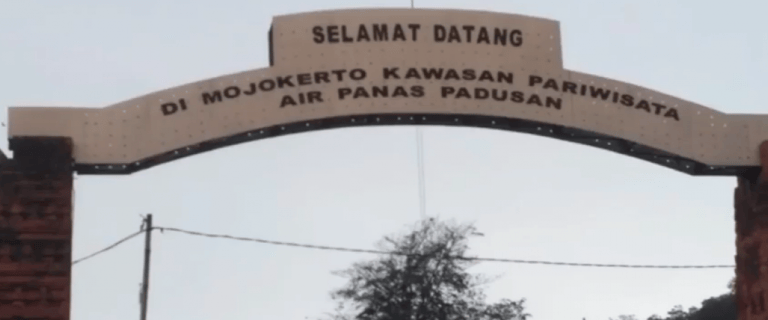 SELAMAT DATANG
DI MOJOKERTO KAWASAN PARIWISATA
AIR PANAS PADUSAN